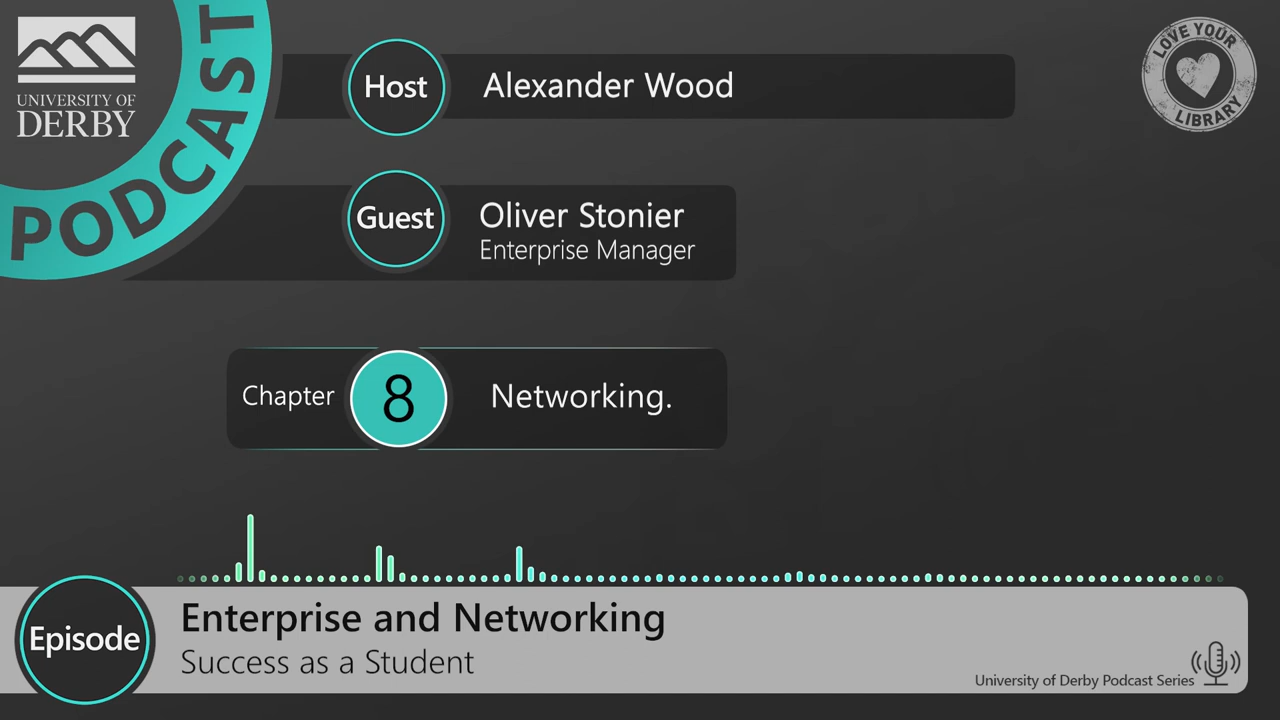 UNIVERSITY OF
DERBY
PODCAST
Host
Alexander Wood
LOVE YOUR
LIBRARY
Guest
Oliver Stonier
Enterprise Manager
Chapter
8
Networking.
Episode
Enterprise and Networking
Success as a Student
University of Derby Podcast Series